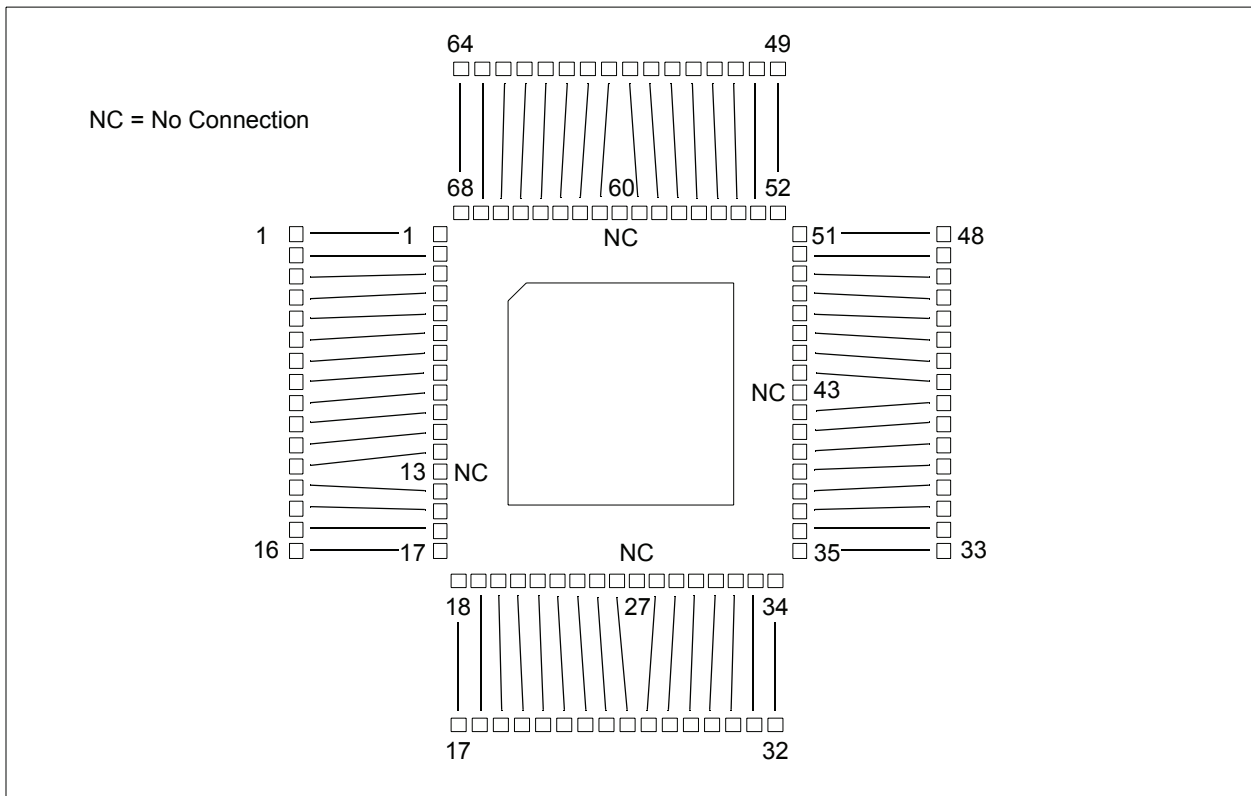 64 49
NC = No Connection
68 60 52
1 1 NC 51 48
NC 43
13 NC
16 17 NC 35 33
18 27 34
17 32